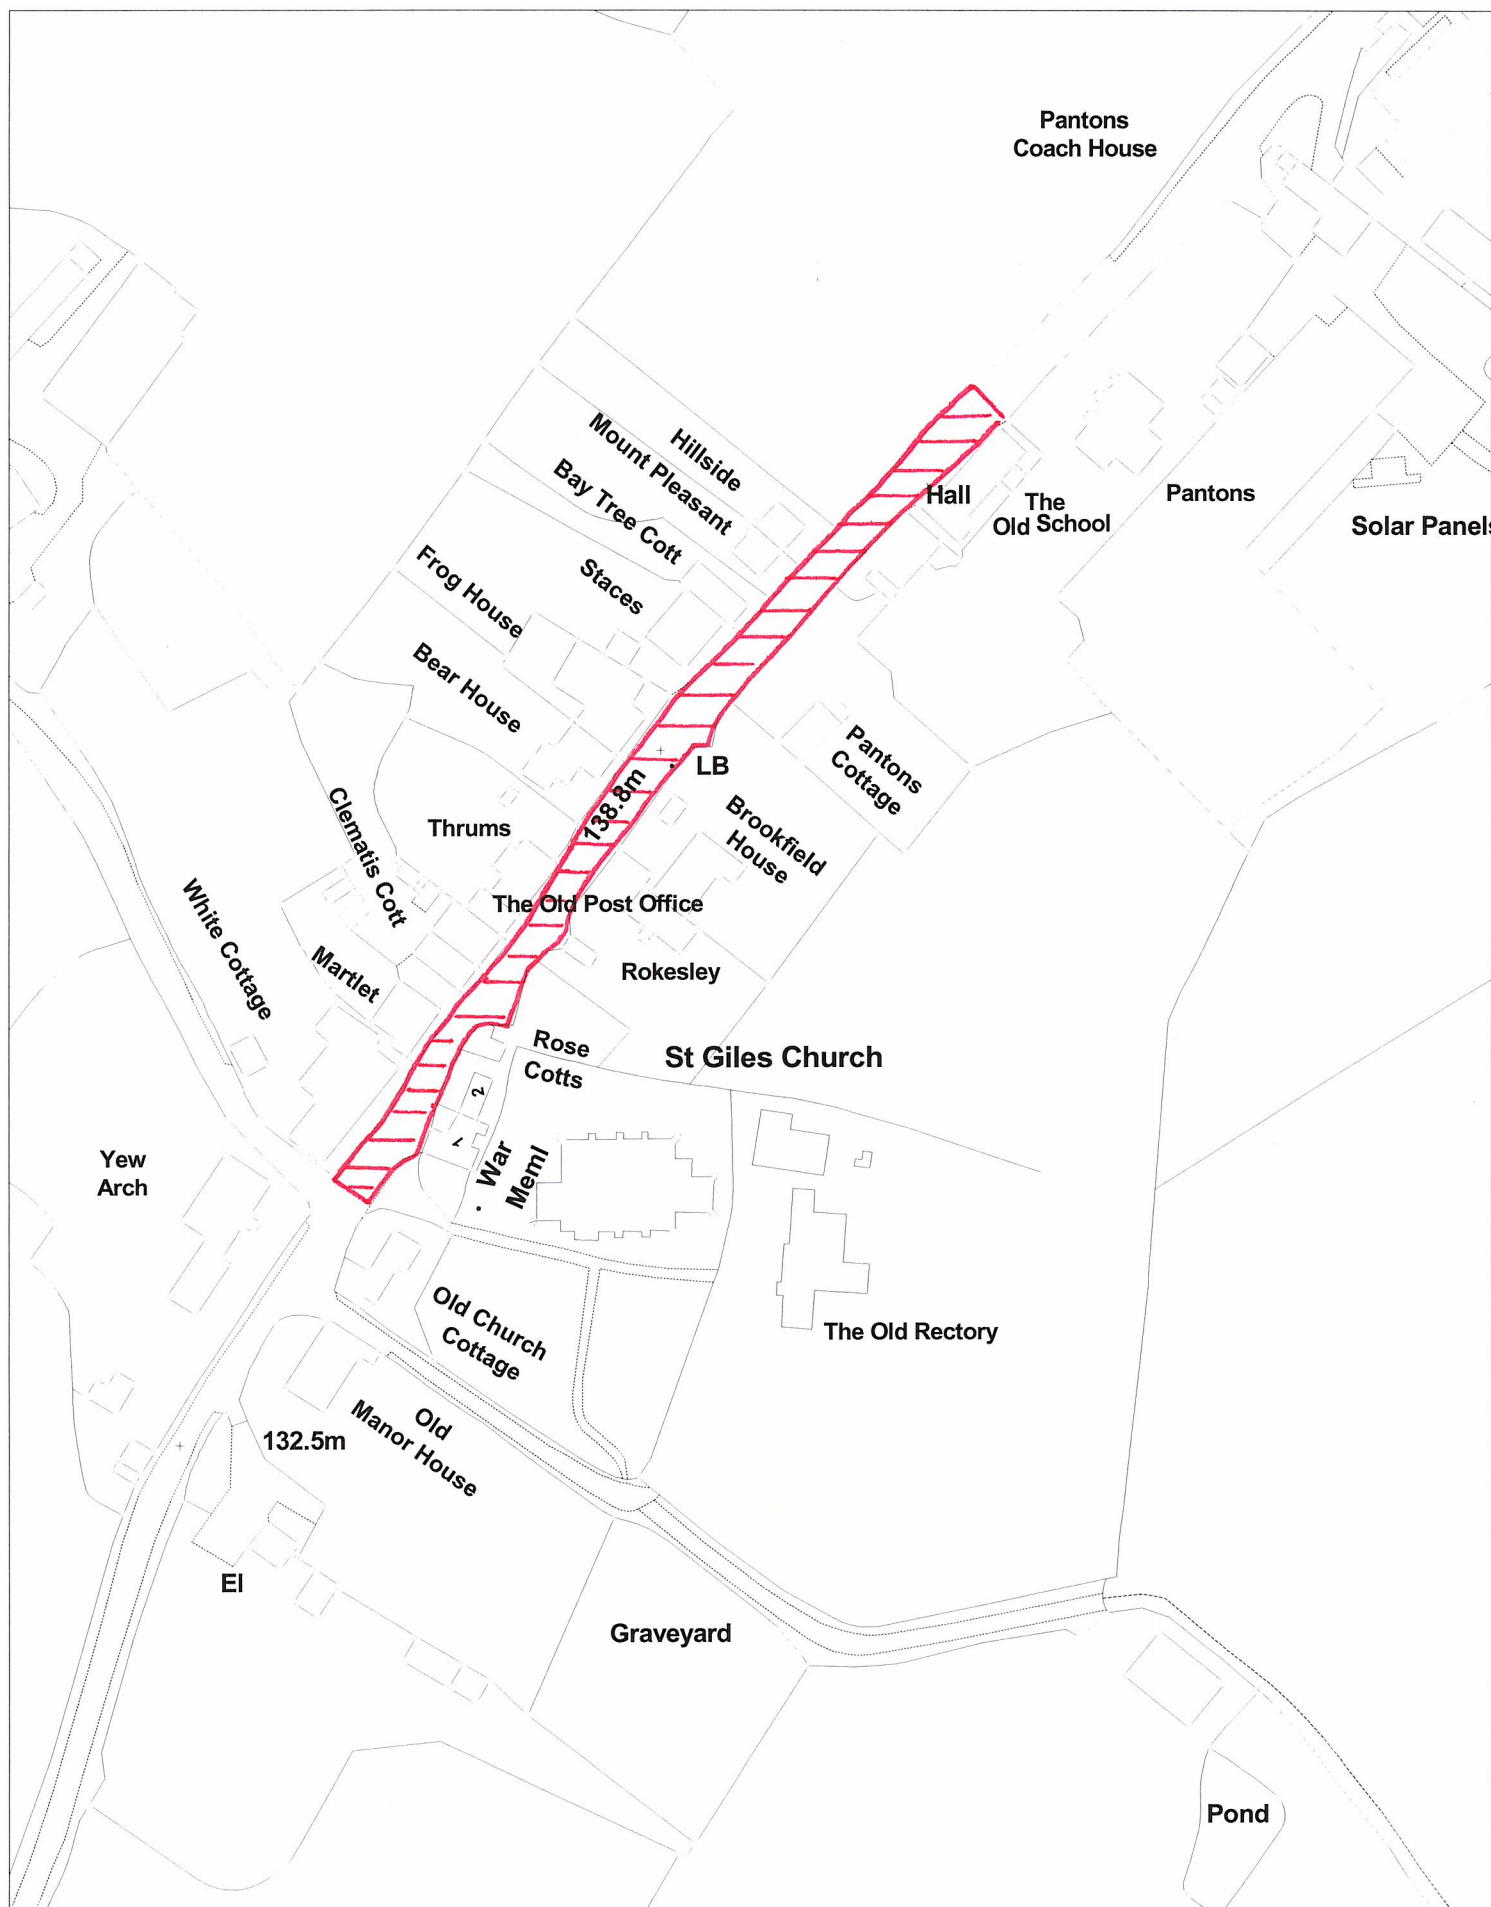 Pantons
Coach House
Hillside
Mount Pleasant
Bay Tree Cott
Staces
Frog House
Bear House
Hall
The
Old School
Pantons
Solar Panels
LB
138.8m
Pantons
Cottage
Brookfield
House
Clematis Cott
Thrums
The Old Post Office
White Cottage
Martlet
Rokesley
Rose
Cotts
St Giles Church
2
1
War
Meml
Yew
Arch
Old Church
Cottage
The Old Rectory
Old
Manor House
132.5m
El
Graveyard
Pond